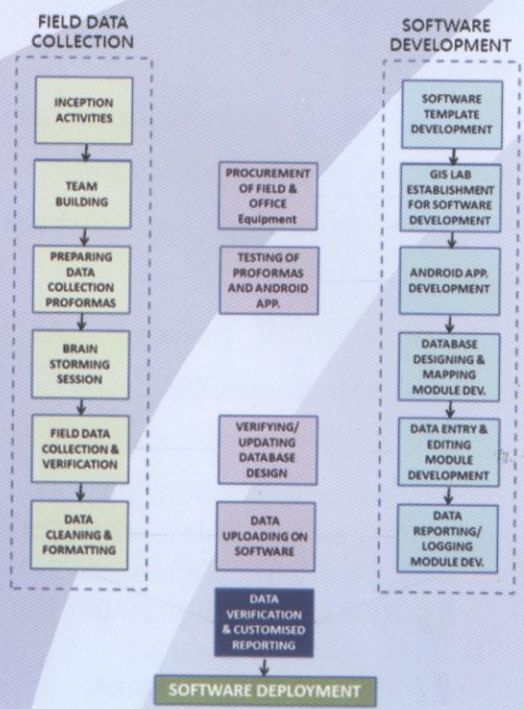 FIELD DATA
COLLECTION
INCEPTION
ACTIVITIES
TEAM
BUILDING
PREPARING
DATA
COLLECTION
PROFORMAS
BRAIN
STORMING
SESSION
FIELD DATA
COLLECTION &
VERIFICATION
DATA
CLEANING &
FORMATTING
PROCUREMENT
OF FIELD &
OFFICE
Equipment
TESTING OF
PROFORMAS
AND ANDROID
APP.
VERIFYING/
UPDATING
DATABASE
DESIGN
DATA
UPLOADING ON
SOFTWARE
SOFTWARE
DEVELOPMENT
SOFTWARE
TEMPLATE
DEVELOPMENT
GIS LAB
ESTABLISHMENT
FOR SOFTWARE
DEVELOPMENT
ANDROID APP.
DEVELOPMENT
DATABASE
DESIGNING &
MAPPING
MODULE DEV.
DATA ENTRY &
EDITING
MODULE
DEVELOPMENT
DATA
REPORTING/
LOGGING
MODULE DEV.
DATA
VERIFICATION
& CUSTOMISED
REPORTING
SOFTWARE DEPLOYMENT